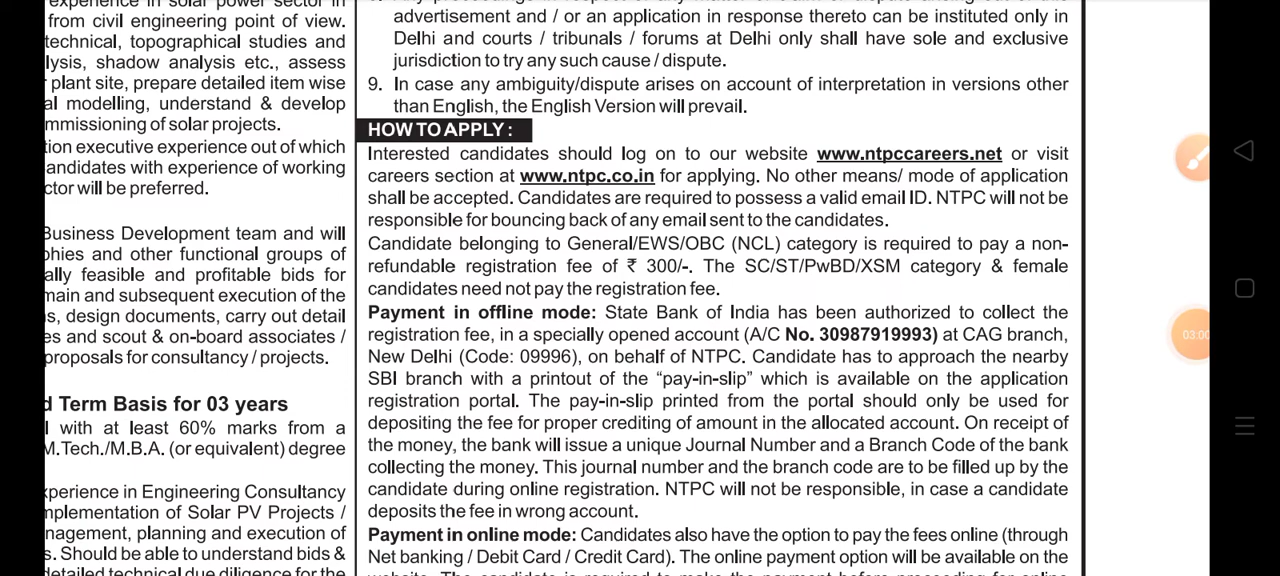 experience in solar power sector in
from civil engineering point of view.
technical, topographical studies and
lysis, shadow analysis etc., assess
plant site, prepare detailed item wise
al modelling, understand & develop
mmissioning of solar projects.
tion executive experience out of which
andidates with experience of working
ctor will be preferred.
Business Development team and will
phies and other functional groups of
ally feasible and profitable bids for
main and subsequent execution of the
s, design documents, carry out detail
es and scout & on-board associates /
proposals for consultancy / projects.
d Term Basis for 03 years
l with at least 60% marks from a
M.Tech./M.B.A. (or equivalent) degree
xperience in Engineering Consultancy
mplementation of Solar PV Projects /
nagement, planning and execution of
s. Should be able to understand bids &
detailed technical due diligence for the
advertisement and / or an application in response thereto can be instituted only in
Delhi and courts / tribunals / forums at Delhi only shall have sole and exclusive
jurisdiction to try any such cause / dispute.
9. In case any ambiguity/dispute arises on account of interpretation in versions other
than English, the English Version will prevail.
HOW TO APPLY :
Interested candidates should log on to our website www.ntpccareers.net or visit
careers section at www.ntpc.co.in for applying. No other means/ mode of application
shall be accepted. Candidates are required to possess a valid email ID. NTPC will not be
responsible for bouncing back of any email sent to the candidates.
Candidate belonging to General/EWS/OBC (NCL) category is required to pay a non-
refundable registration fee of ₹ 300/-. The SC/ST/PwBD/XSM category & female
candidates need not pay the registration fee.
Payment in offline mode: State Bank of India has been authorized to collect the
registration fee, in a specially opened account (A/C No. 30987919993) at CAG branch,
New Delhi (Code: 09996), on behalf of NTPC. Candidate has to approach the nearby
SBI branch with a printout of the “pay-in-slip” which is available on the application
registration portal. The pay-in-slip printed from the portal should only be used for
depositing the fee for proper crediting of amount in the allocated account. On receipt of
the money, the bank will issue a unique Journal Number and a Branch Code of the bank
collecting the money. This journal number and the branch code are to be filled up by the
candidate during online registration. NTPC will not be responsible, in case a candidate
deposits the fee in wrong account.
Payment in online mode: Candidates also have the option to pay the fees online (through
Net banking / Debit Card / Credit Card). The online payment option will be available on the
03:00